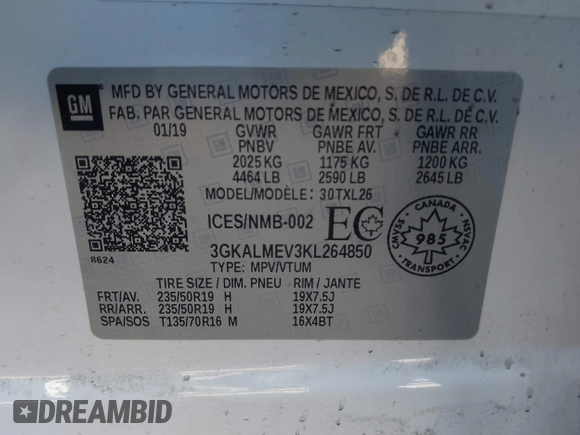 GM
MFD BY GENERAL MOTORS DE MEXICO, S. DE R.L. DE C.V.
FAB. PAR GENERAL MOTORS DE MEXICO, S. DE R.L. DE C.V.
01/19 GVWR GAWR FRT GAWR RR
PNBV PNBE AV. PNBE ARR.
2025 KG 1175 KG 1200 KG
4464 LB 2590 LB 2645 LB
MODEL/MODÈLE: 30TXL26
ICES/NMB-002 EC
CANADA
CMVSS 985 NSVAC
8624
3GKALMEV3KL264850
TYPE: MPV/VTUM
TIRE SIZE / DIM. PNEU RIM / JANTE
FRT/AV. 235/50R19 H 19X7.5J
RR/ARR. 235/50R19 H 19X7.5J
SPA/SOS T135/70R16 M 16X4BT
DREAMBID